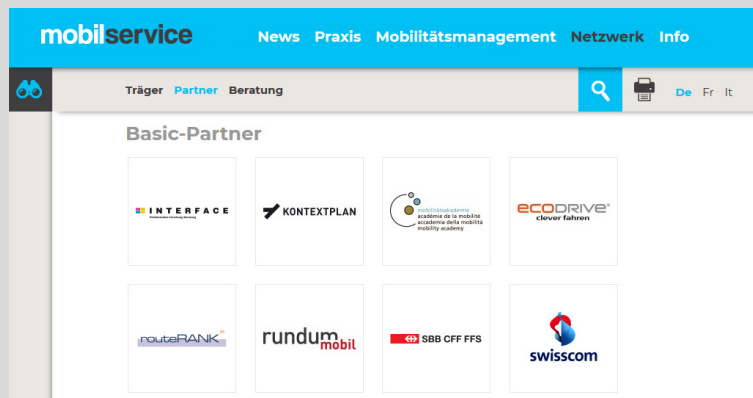 mobilservice
News Praxis Mobilitätsmanagement Netzwerk Info
Träger Partner Beratung
De Fr It
Basic-Partner
INTERFACE
KONTEXTPLAN
mobilitätsakademie
académie de la mobilité
accademia della mobilità
mobility academy
ECODRIVE®
clever fahren
routeRANK
rundum
mobil
SBB CFF FFS
swisscom